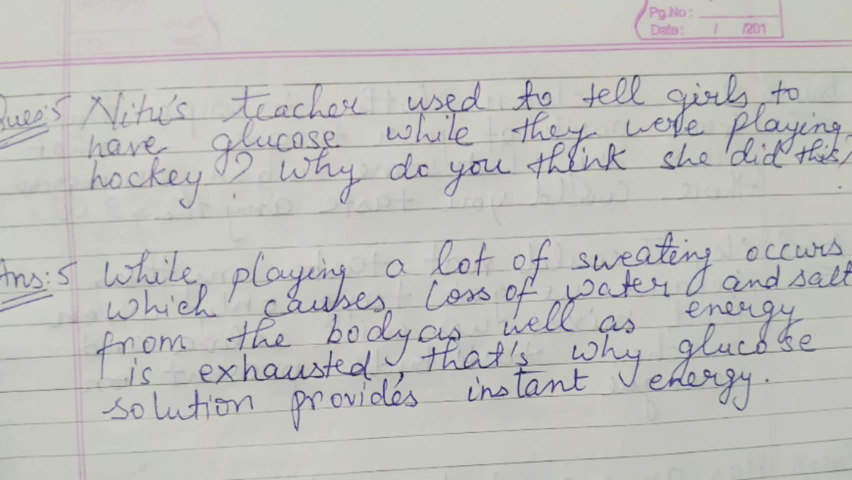 Pg.No:
Date: / /201
Ques:5 Nitu's teacher used to tell girls to
have glucose while they were playing
hockey? Why do you think she did this?
Ans:5 While playing a lot of sweating occurs
which causes loss of water and salt
from the body as well as energy
is exhausted, that's why glucose
solution provides instant energy.